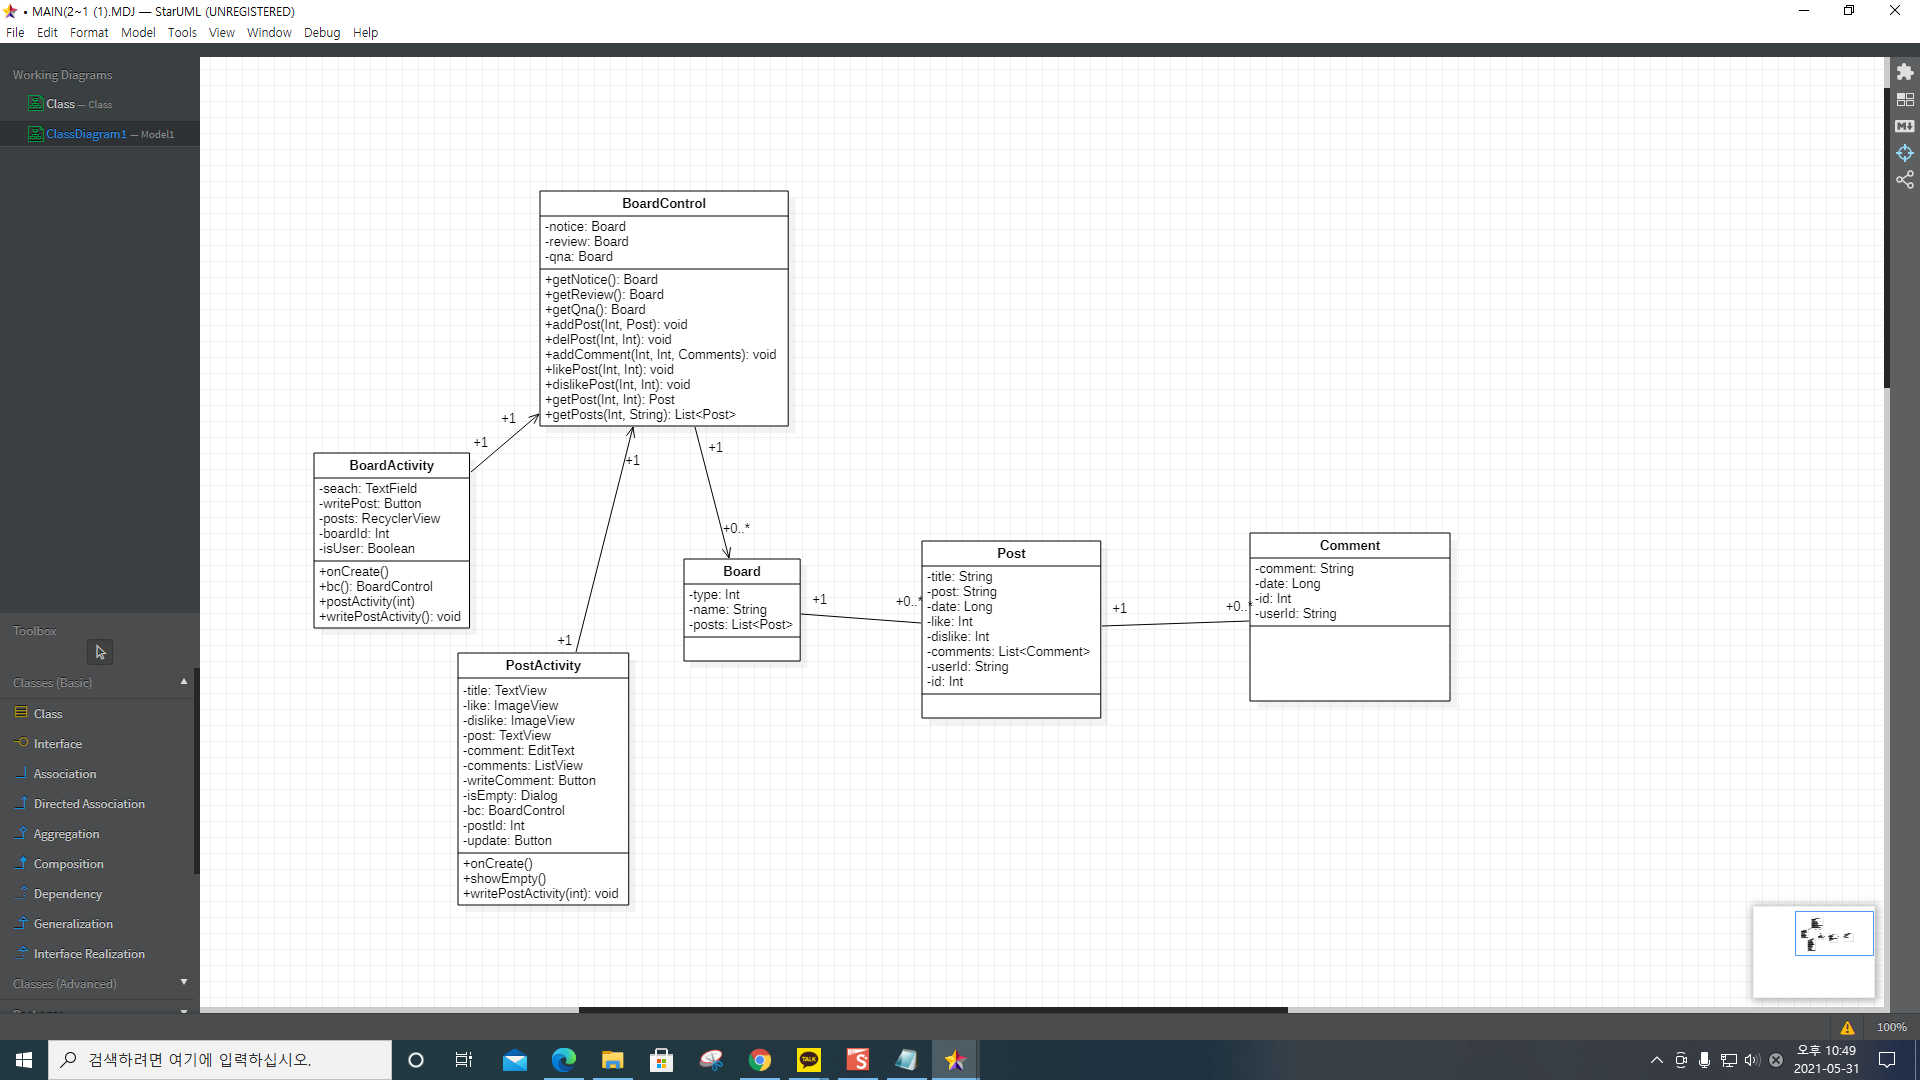 • MAIN(2~1 (1).MDJ — StarUML (UNREGISTERED)
File Edit Format Model Tools View Window Debug Help
Working Diagrams
Class — Class
ClassDiagram1 — Model1
BoardControl
-notice: Board
-review: Board
-qna: Board
+getNotice(): Board
+getReview(): Board
+getQna(): Board
+addPost(Int, Post): void
+delPost(Int, Int): void
+addComment(Int, Int, Comments): void
+likePost(Int, Int): void
+dislikePost(Int, Int): void
+getPost(Int, Int): Post
+getPosts(Int, String): List<Post>
+1
+1
+1
+1
+1
+0..*
BoardActivity
-seach: TextField
-writePost: Button
-posts: RecyclerView
-boardId: Int
-isUser: Boolean
+onCreate()
+bc(): BoardControl
+postActivity(int)
+writePostActivity(): void
PostActivity
-title: TextView
-like: ImageView
-dislike: ImageView
-post: TextView
-comment: EditText
-comments: ListView
-writeComment: Button
-isEmpty: Dialog
-bc: BoardControl
-postId: Int
-update: Button
+onCreate()
+showEmpty()
+writePostActivity(int): void
Board
-type: Int
-name: String
-posts: List<Post>
+1
+0..*
Post
-title: String
-post: String
-date: Long
-like: Int
-dislike: Int
-comments: List<Comment>
-userId: String
-id: Int
+1
+0..*
Comment
-comment: String
-date: Long
-id: Int
-userId: String
Toolbox
Classes (Basic)
Class
Interface
Association
Directed Association
Aggregation
Composition
Dependency
Generalization
Interface Realization
Classes (Advanced)
100%
검색하려면 여기에 입력하십시오.
TALK
오후 10:49
2021-05-31